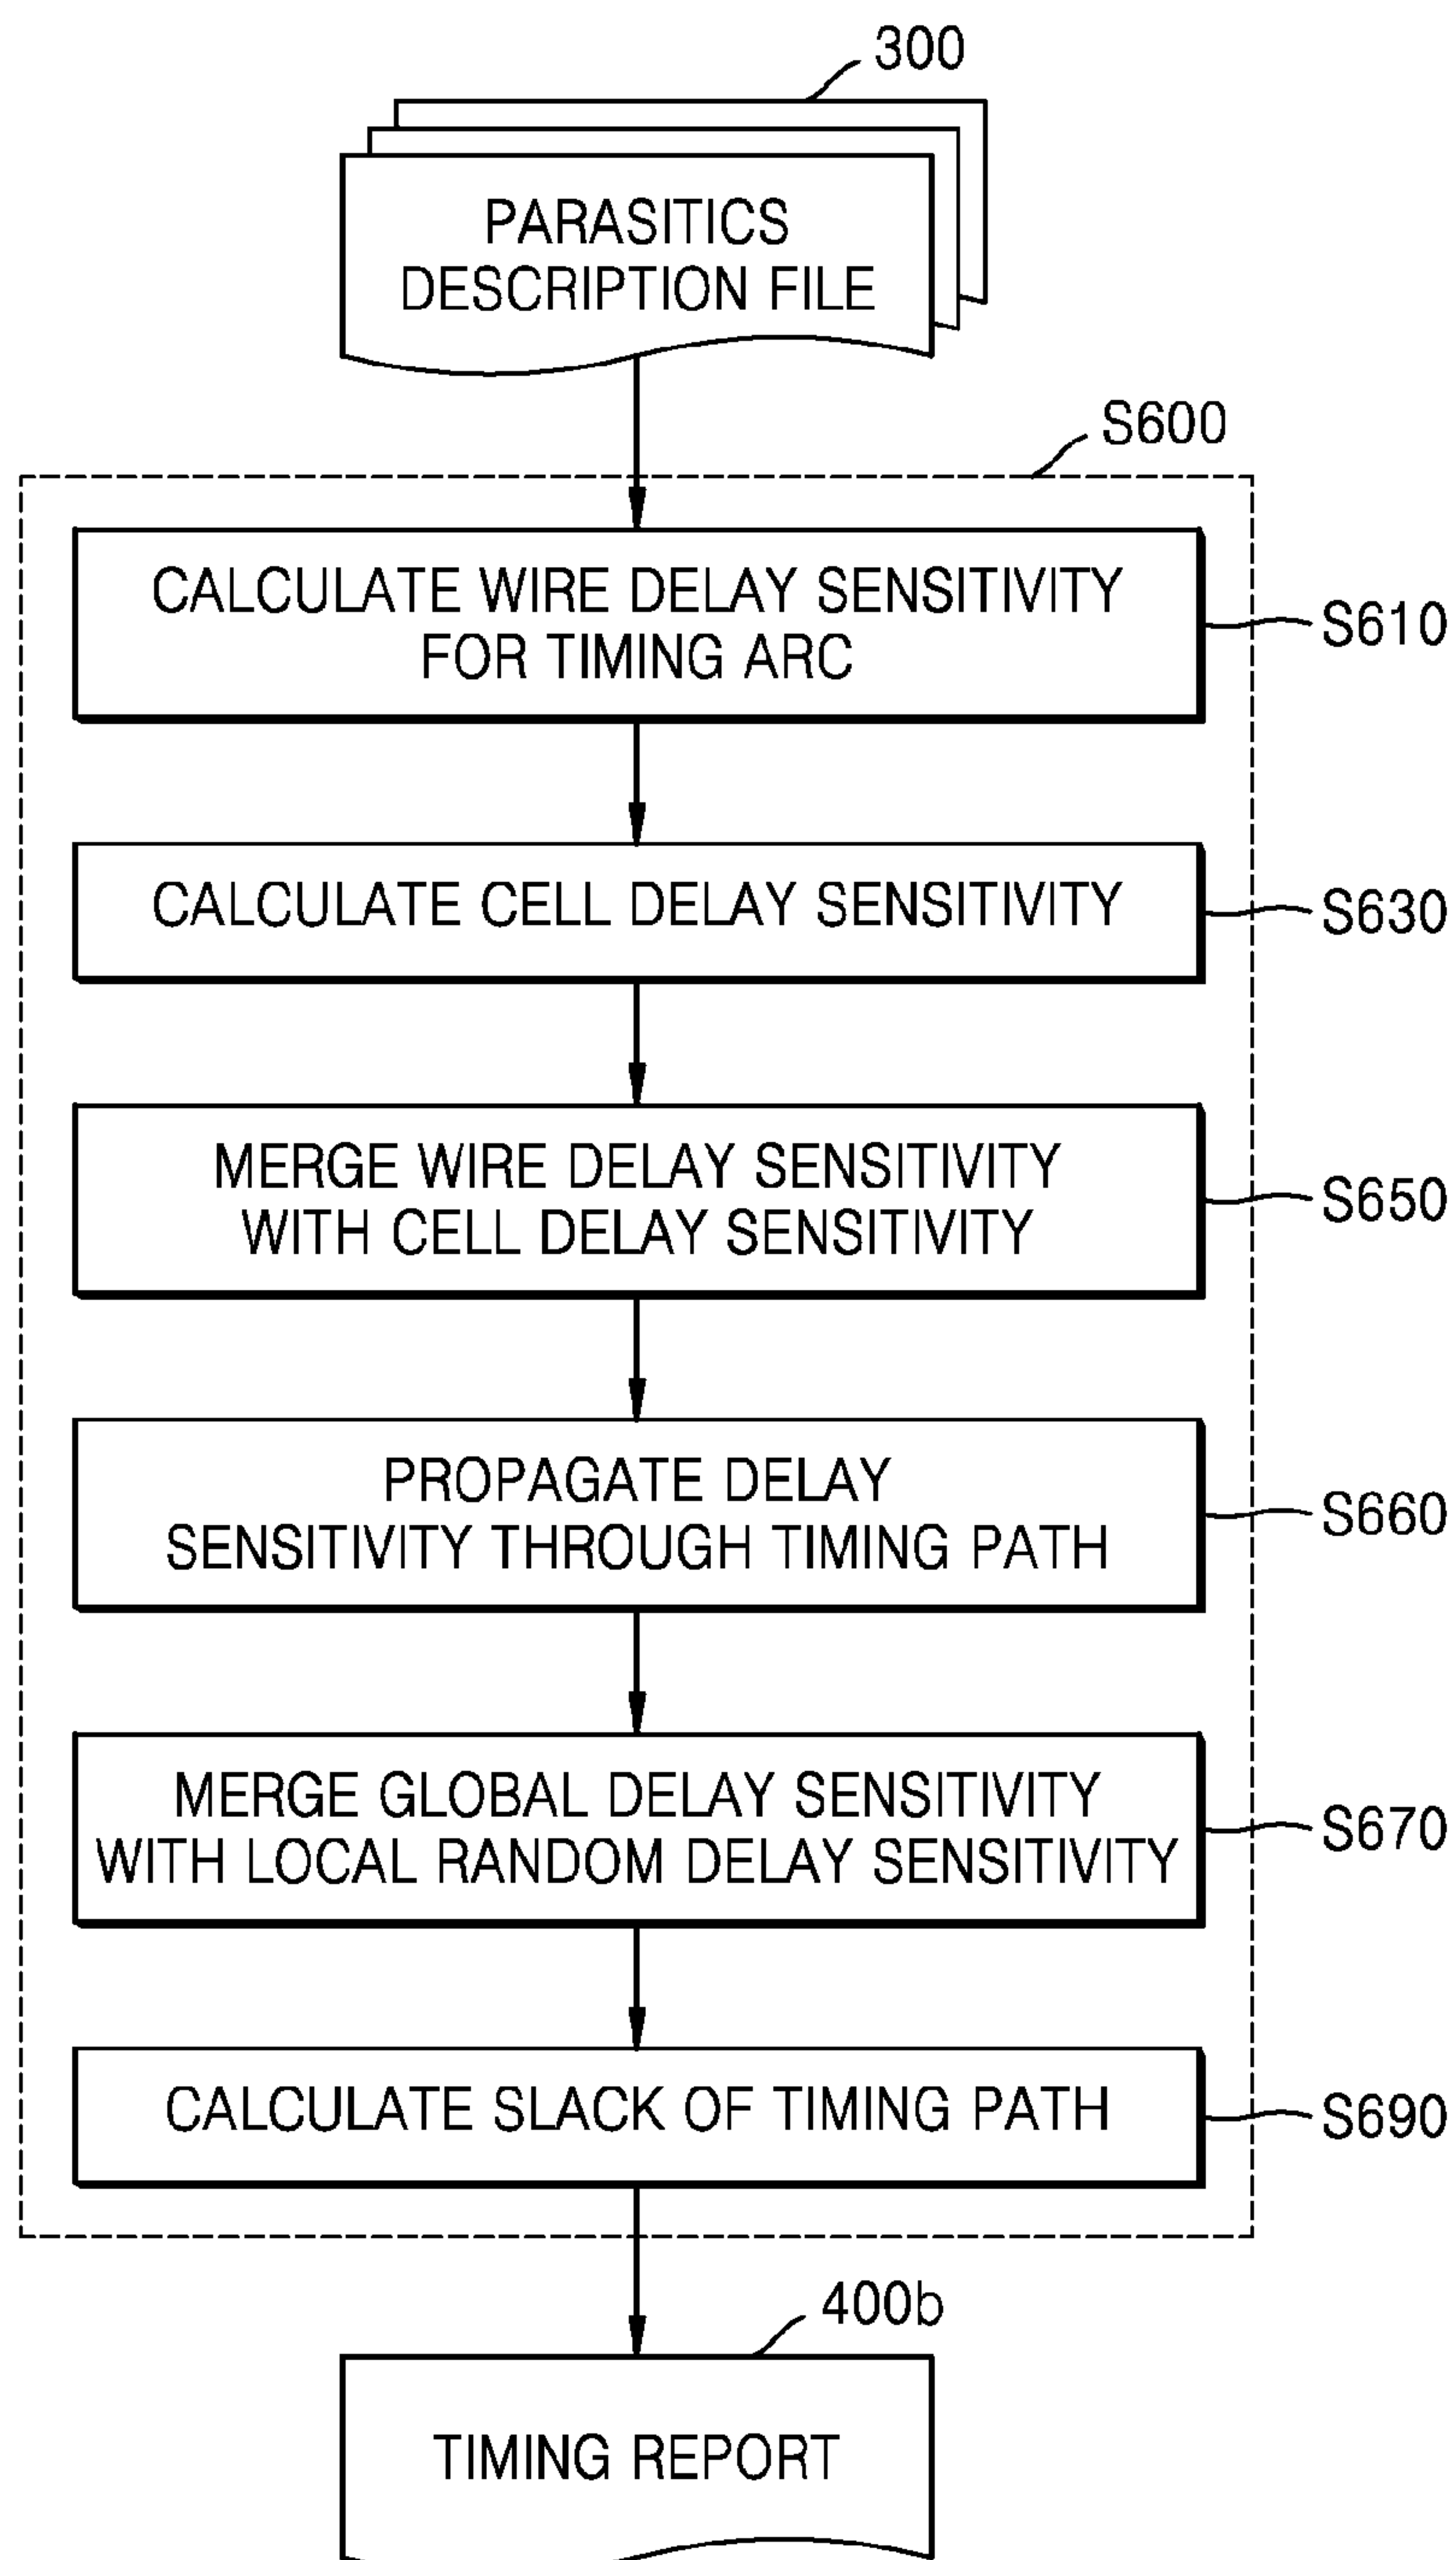 300
PARASITICS
DESCRIPTION FILE
S600
CALCULATE WIRE DELAY SENSITIVITY
FOR TIMING ARC
S610
CALCULATE CELL DELAY SENSITIVITY
S630
MERGE WIRE DELAY SENSITIVITY
WITH CELL DELAY SENSITIVITY
S650
PROPAGATE DELAY
SENSITIVITY THROUGH TIMING PATH
S660
MERGE GLOBAL DELAY SENSITIVITY
WITH LOCAL RANDOM DELAY SENSITIVITY
S670
CALCULATE SLACK OF TIMING PATH
S690
400b
TIMING REPORT